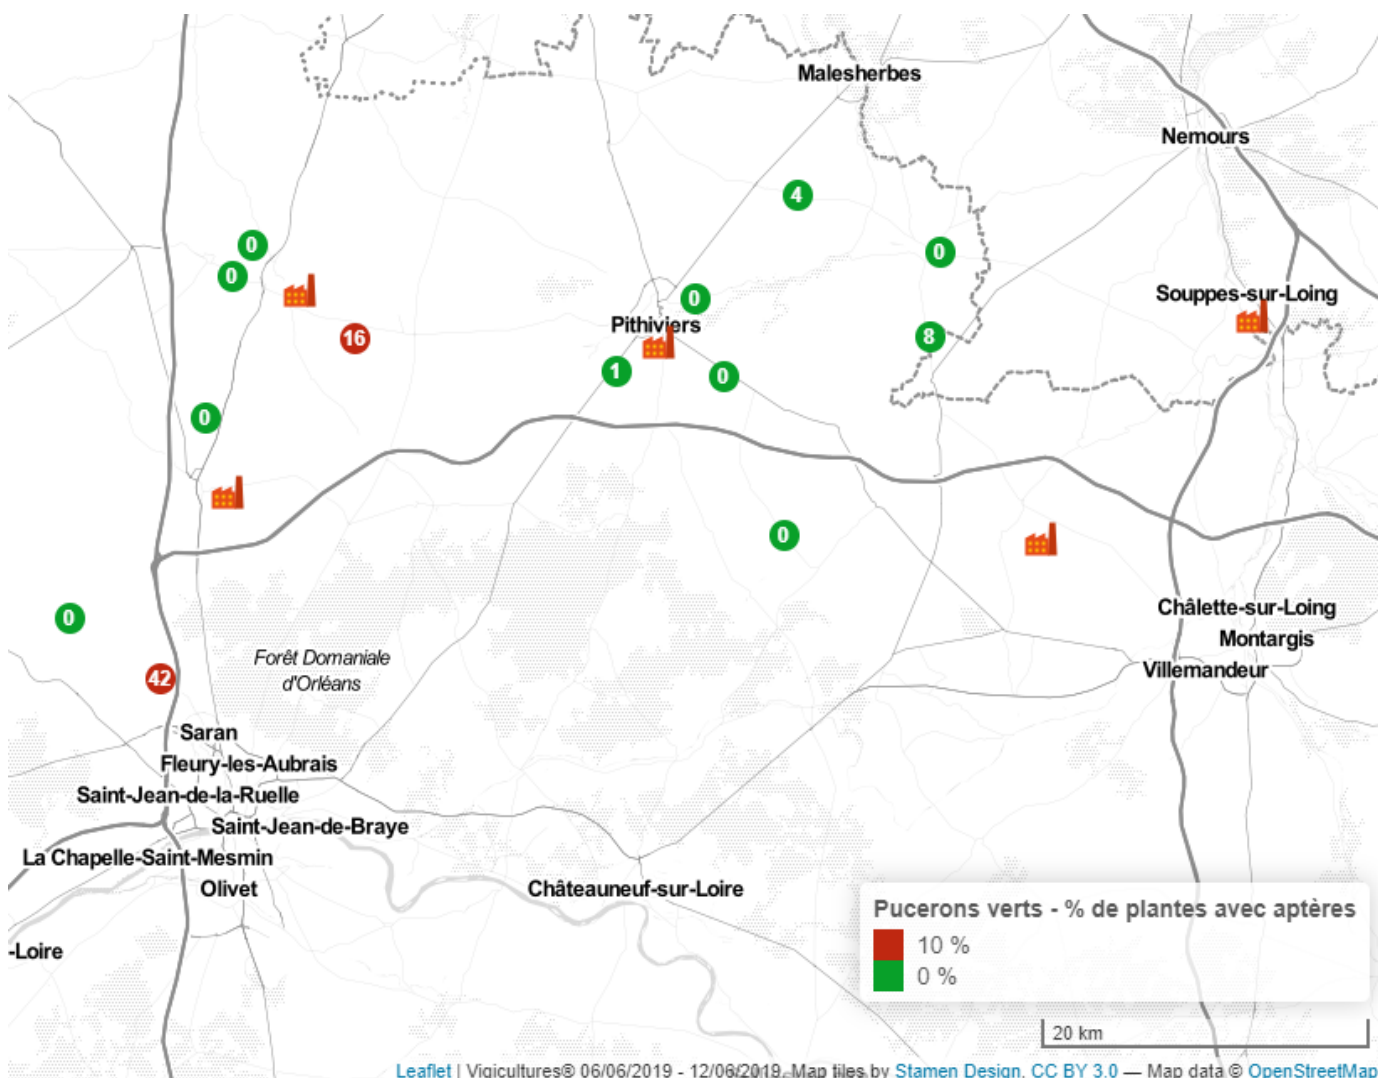 Malesherbes
Nemours
4
0
0
0
Souppes-sur-Loing
0
Pithiviers
16
8
1
0
0
0
Châlette-sur-Loing
0
Montargis
Forêt Domaniale
d'Orléans
Villemandeur
42
Saran
Fleury-les-Aubrais
Saint-Jean-de-la-Ruelle
Saint-Jean-de-Braye
La Chapelle-Saint-Mesmin
Olivet
Châteauneuf-sur-Loire
-Loire
Pucerons verts - % de plantes avec aptères
10 %
0 %
20 km
Leaflet | Vigicultures® 06/06/2019 - 12/06/2019, Map tiles by Stamen Design, CC BY 3.0 — Map data © OpenStreetMap